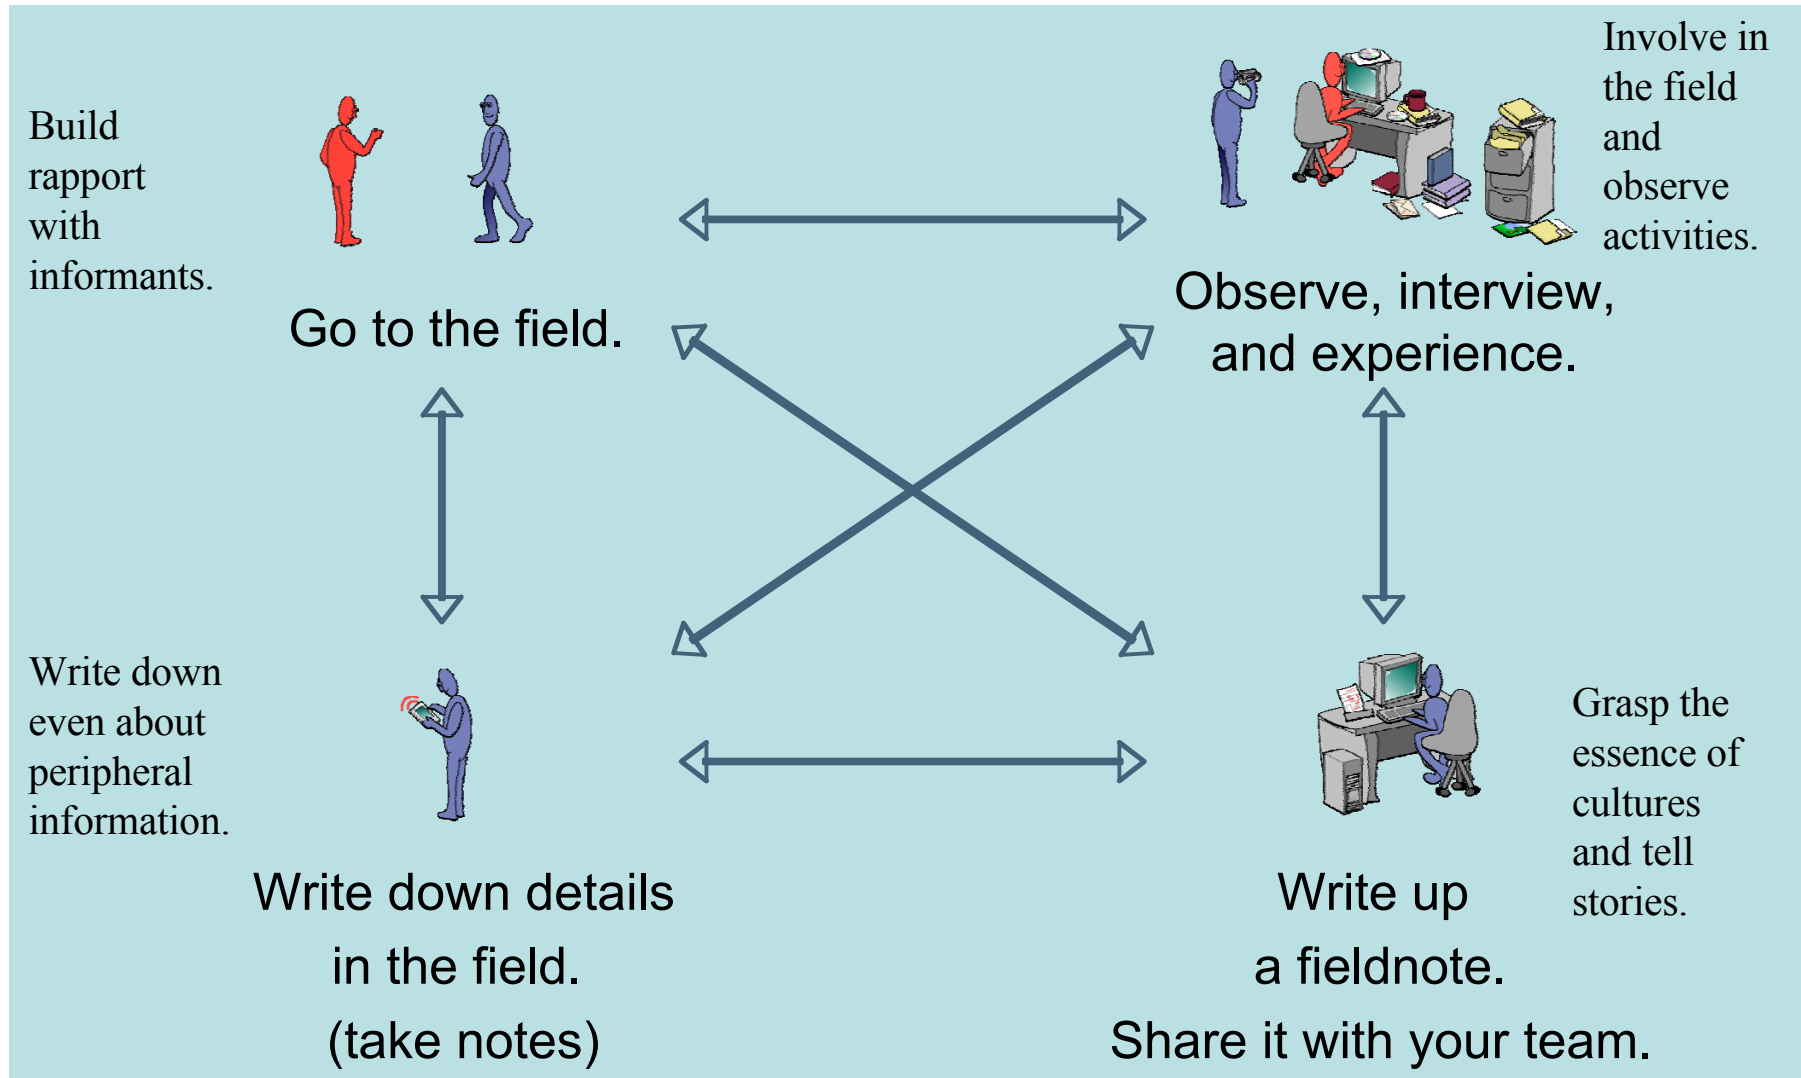 Build
rapport
with
informants.
Go to the field.
Involve in
the field
and
observe
activities.
Observe, interview,
and experience.
Write down
even about
peripheral
information.
Write down details
in the field.
(take notes)
Grasp the
essence of
cultures
and tell
stories.
Write up
a fieldnote.
Share it with your team.